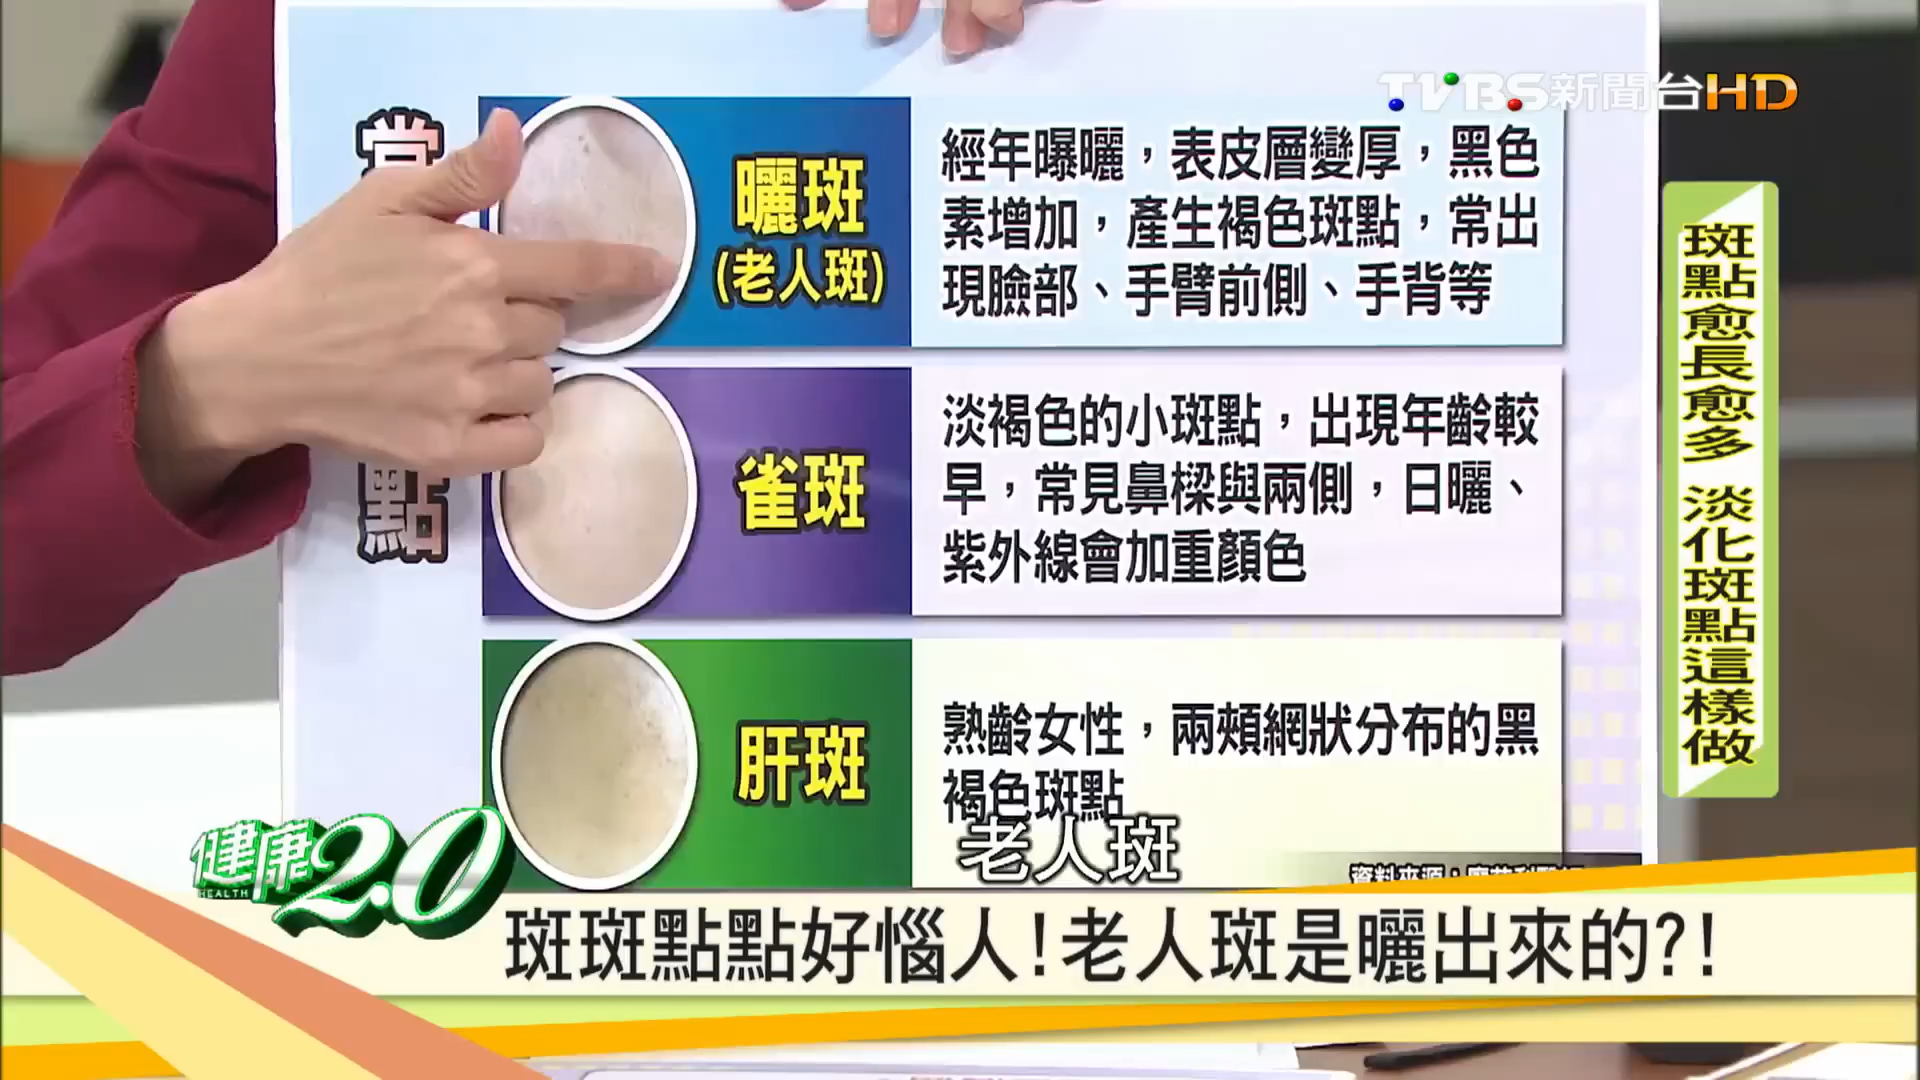 TVBS新聞台HD
常
點
曬斑
(老人斑)
經年曝曬，表皮層變厚，黑色
素增加，產生褐色斑點，常出
現臉部、手臂前側、手背等
雀斑
淡褐色的小斑點，出現年齡較
早，常見鼻樑與兩側，日曬、
紫外線會加重顏色
肝斑
熟齡女性，兩頰網狀分布的黑
褐色斑點
斑點愈長愈多 淡化斑點這樣做
老人斑
資料來源：
健康2.0
HEALTH
斑斑點點好惱人!老人斑是曬出來的?!